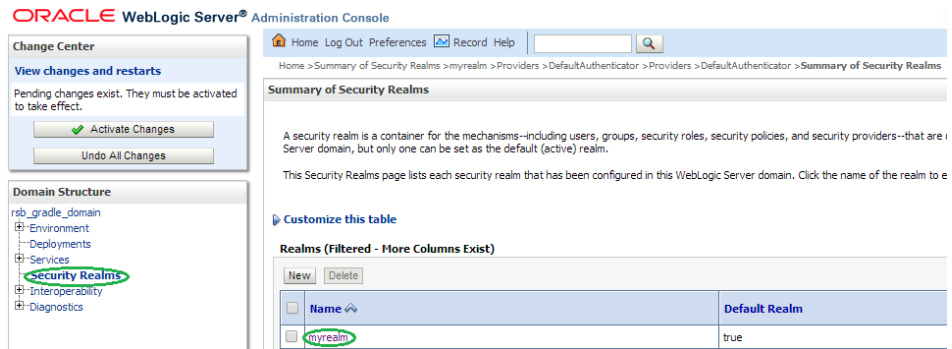 ORACLE WebLogic Server® Administration Console
Change Center
View changes and restarts
Pending changes exist. They must be activated
to take effect.
Activate Changes
Undo All Changes
Domain Structure
rsb_gradle_domain
Environment
Deployments
Services
Security Realms
Interoperability
Diagnostics
Home Log Out Preferences Record Help
Home >Summary of Security Realms >myrealm >Providers >DefaultAuthenticator >Providers >DefaultAuthenticator >Summary of Security Realms
Summary of Security Realms
A security realm is a container for the mechanisms--including users, groups, security roles, security policies, and security providers--that are
Server domain, but only one can be set as the default (active) realm.
This Security Realms page lists each security realm that has been configured in this WebLogic Server domain. Click the name of the realm to
Customize this table
Realms (Filtered - More Columns Exist)
New Delete
Name Default Realm
myrealm true